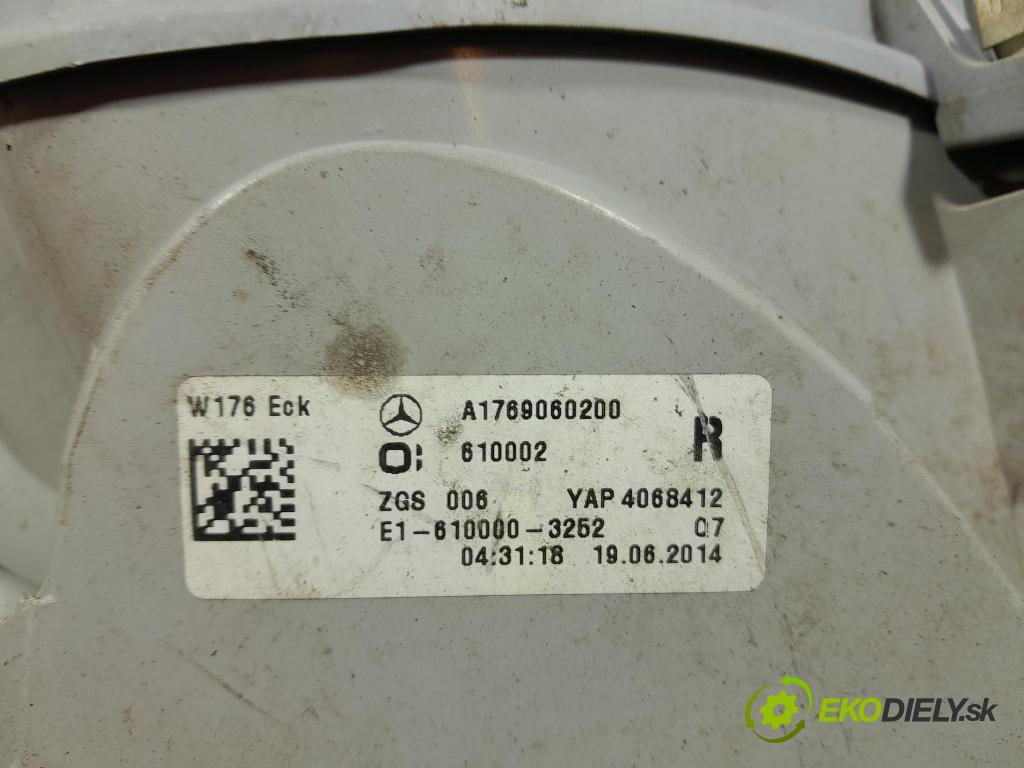 W176 Eck
A1769060200
610002
R
ZGS 006 YAP 4068412
E1-610000-3252 07
04:31:18 19.06.2014
EKODIELY.sk